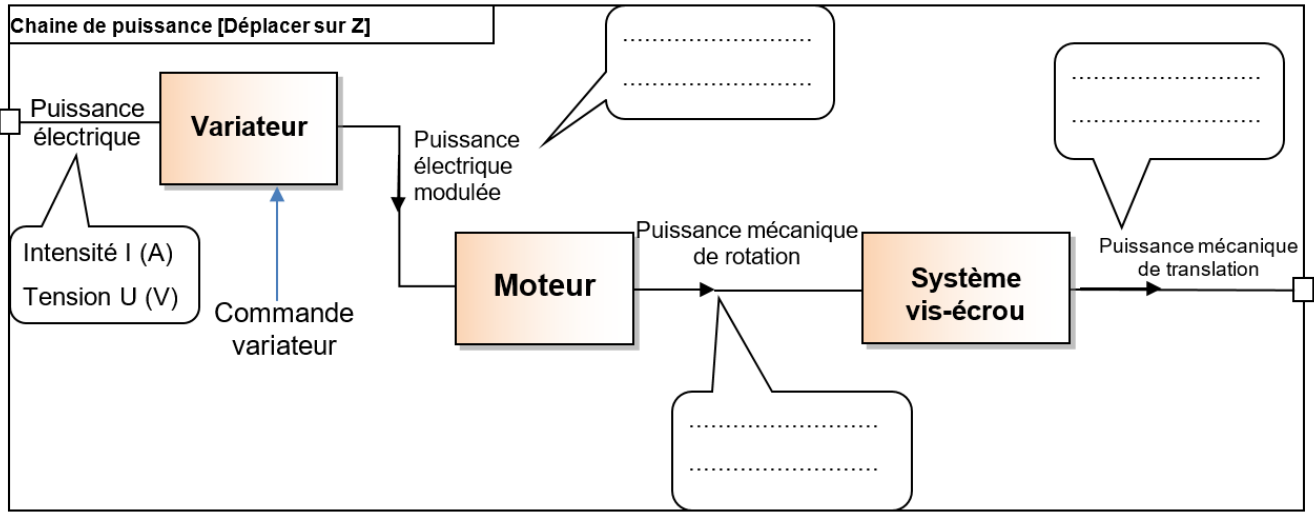 Chaine de puissance [Déplacer sur Z]
Puissance
électrique
Variateur
Puissance
électrique
modulée
..............................
..............................
..............................
..............................
Intensité I (A)
Tension U (V)
Commande
variateur
Moteur
Puissance mécanique
de rotation
Système
vis-écrou
Puissance mécanique
de translation
..............................
..............................